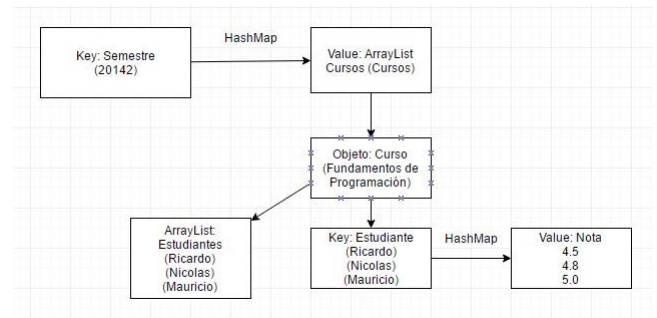 HashMap
Key: Semestre
(20142)
Value: ArrayList
Cursos (Cursos)
Objeto: Curso
(Fundamentos de
Programación)
ArrayList:
Estudiantes
(Ricardo)
(Nicolas)
(Mauricio)
Key: Estudiante
(Ricardo)
(Nicolas)
(Mauricio)
HashMap
Value: Nota
4.5
4.8
5.0